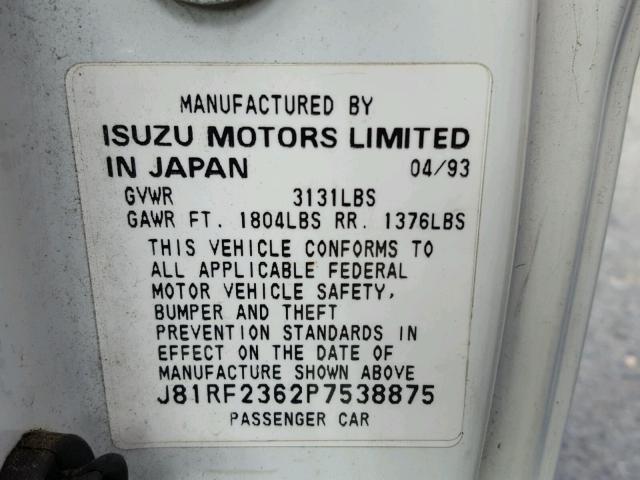 MANUFACTURED BY
ISUZU MOTORS LIMITED
IN JAPAN 04/93
GVWR 3131LBS
GAWR FT. 1804LBS RR. 1376LBS
THIS VEHICLE CONFORMS TO
ALL APPLICABLE FEDERAL
MOTOR VEHICLE SAFETY,
BUMPER AND THEFT
PREVENTION STANDARDS IN
EFFECT ON THE DATE OF
MANUFACTURE SHOWN ABOVE
J81RF2362P7538875
PASSENGER CAR